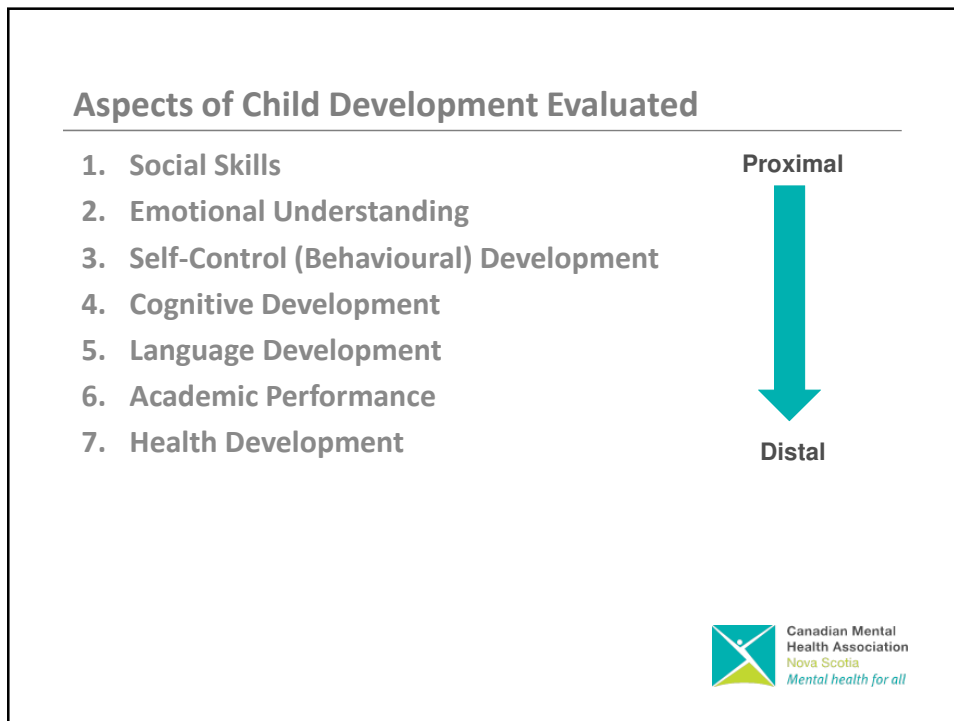 Aspects of Child Development Evaluated
1. Social Skills
2. Emotional Understanding
3. Self-Control (Behavioural) Development
4. Cognitive Development
5. Language Development
6. Academic Performance
7. Health Development
Proximal
Distal
Canadian Mental
Health Association
Nova Scotia
Mental health for all